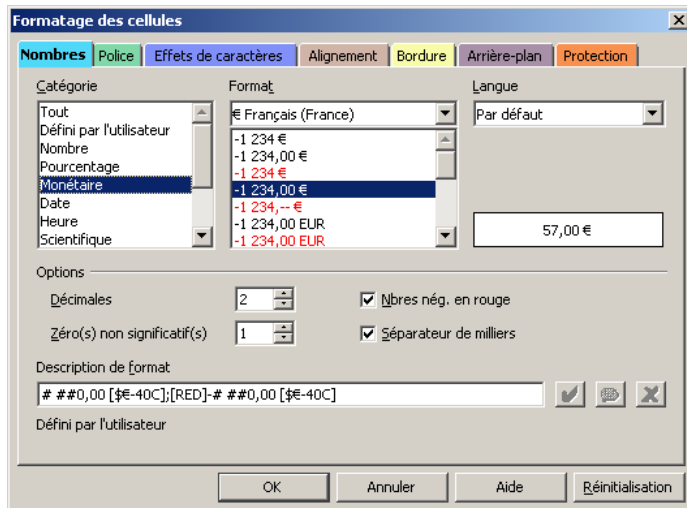 Formatage des cellules
Nombres Police Effets de caractères Alignement Bordure Arrière-plan Protection
Catégorie Format Langue
Tout
Défini par l'utilisateur
Nombre
Pourcentage
Monétaire
Date
Heure
Scientifique
€ Français (France)
-1 234 €
-1 234,00 €
-1 234 €
-1 234,00 €
-1 234,-- €
-1 234,00 EUR
-1 234,00 EUR
Par défaut
57,00 €
Options
Décimales 2 Nbres nég. en rouge
Zéro(s) non significatif(s) 1 Séparateur de milliers
Description de format
# ##0,00 [$€-40C];[RED]-# ##0,00 [$€-40C]
Défini par l'utilisateur
OK Annuler Aide Réinitialisation